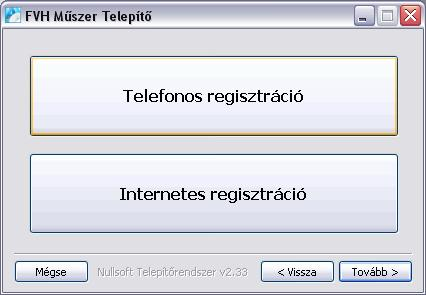 FVH Műszer Telepítő
Telefonos regisztráció
Internetes regisztráció
Mégse
Nullsoft Telepítőrendszer v2.33
< Vissza
Tovább >